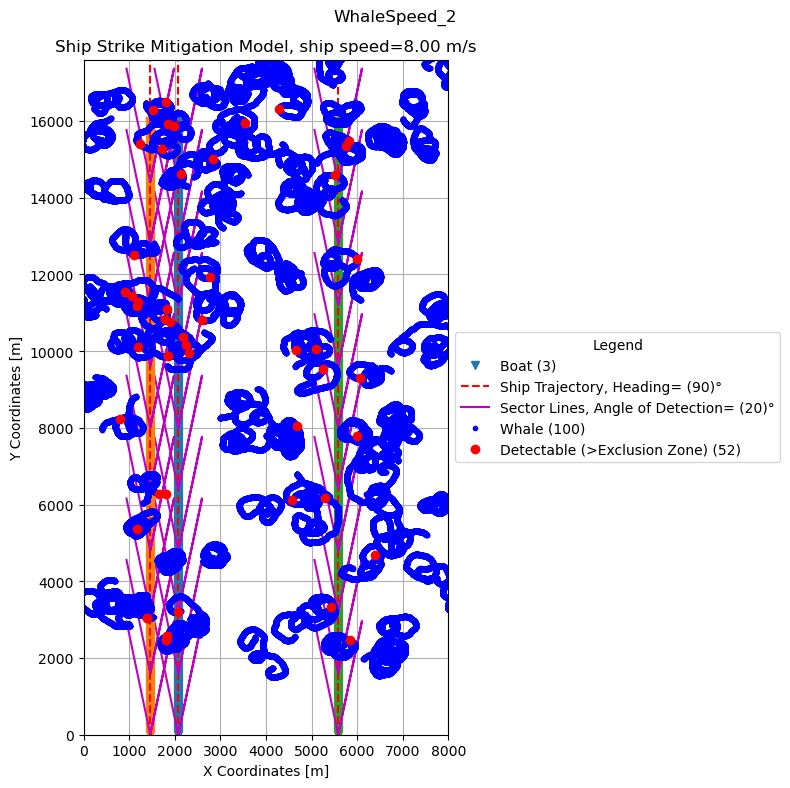 WhaleSpeed_2
Ship Strike Mitigation Model, ship speed=8.00 m/s
Y Coordinates [m]
16000
14000
12000
10000
8000
6000
4000
2000
0
0 1000 2000 3000 4000 5000 6000 7000 8000
X Coordinates [m]
Legend
Boat (3)
Ship Trajectory, Heading= (90)°
Sector Lines, Angle of Detection= (20)°
Whale (100)
Detectable (>Exclusion Zone) (52)